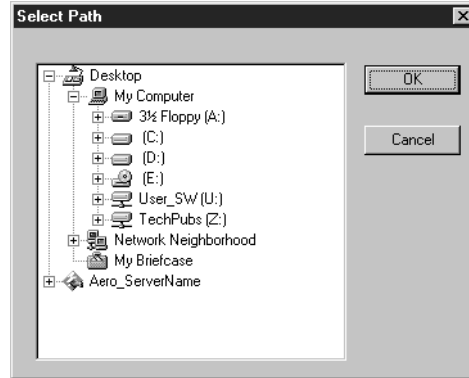 Select Path
Desktop
My Computer
3½ Floppy (A:)
(C:)
(D:)
(E:)
User_SW (U:)
TechPubs (Z:)
Network Neighborhood
My Briefcase
Aero_ServerName
OK
Cancel